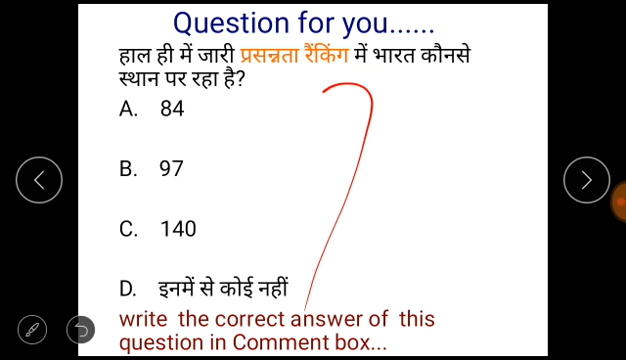 Question for you......
हाल ही में जारी प्रसन्नता रैंकिंग में भारत कौनसे
स्थान पर रहा है?
A. 84
B. 97
C. 140
D. इनमें से कोई नहीं
write the correct answer of this
question in Comment box...